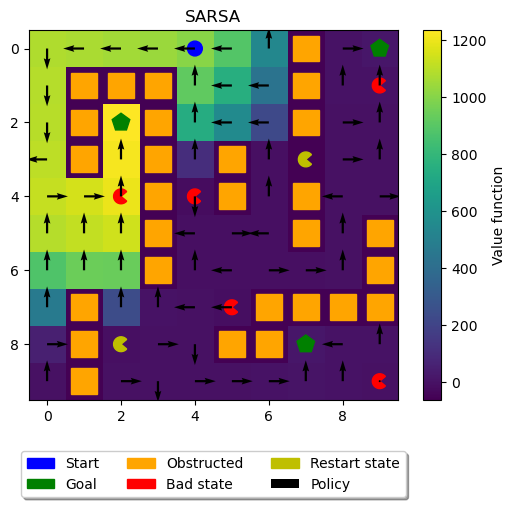 SARSA
0
2
4
6
8
0
2
4
6
8
1200
1000
800
600
400
200
0
Value function
Start
Obstructed
Restart state
Goal
Bad state
Policy